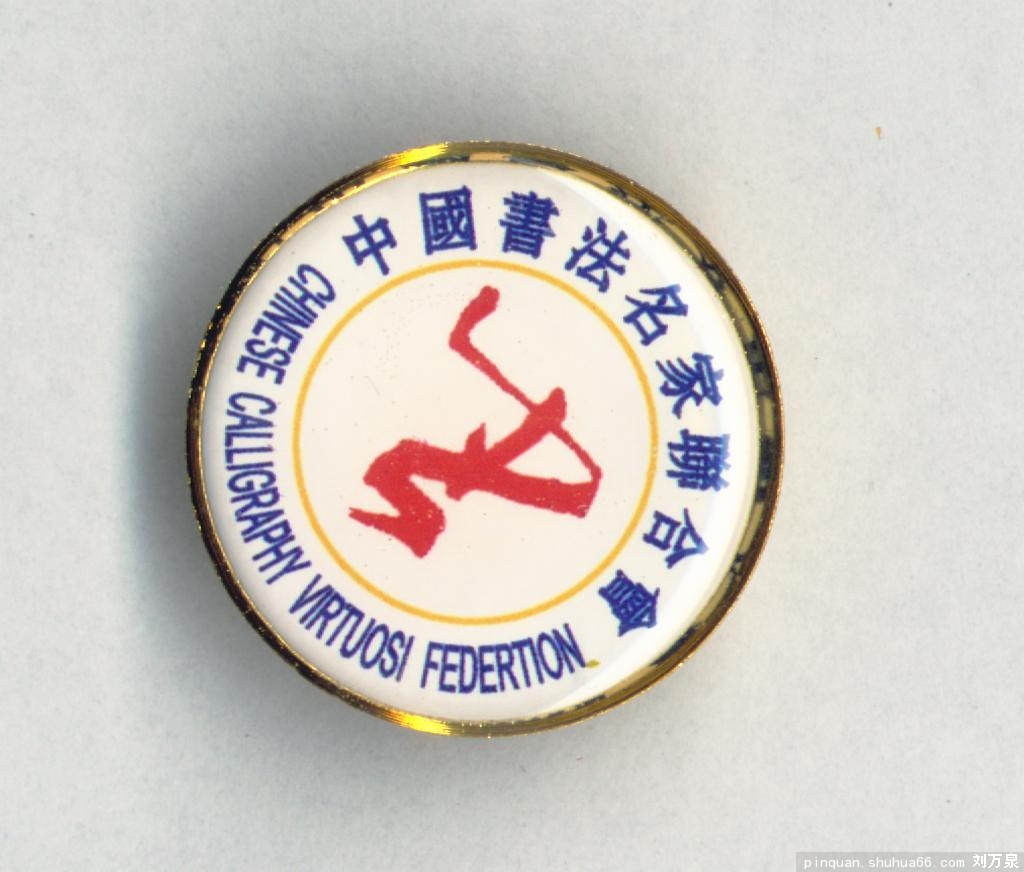 中國書法名家聯合會
CHINESE CALLIGRAPHY VIRTUOSI FEDERTION
pinquan.shuhua66.com 刘万泉